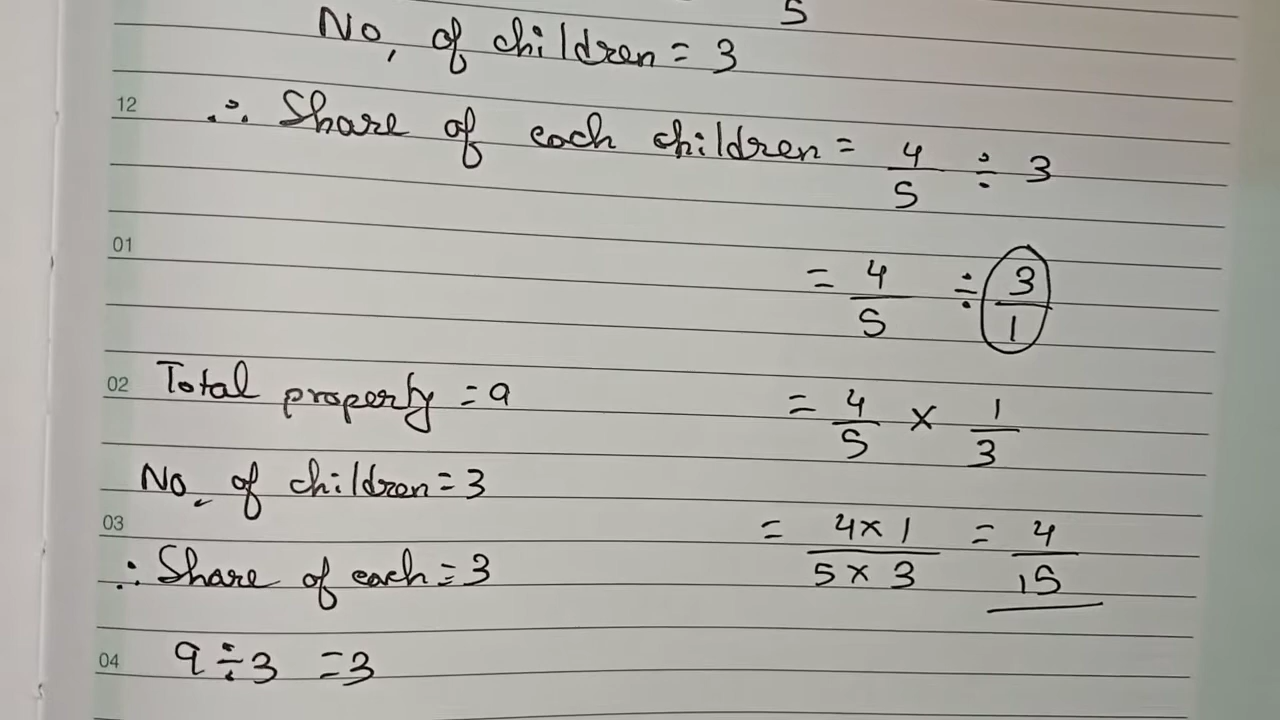 5
No. of children = 3
12
∴ Share of each children = 4/5 ÷ 3
01
= 4/5 ÷ 3/1
02
Total property = 9
= 4/5 × 1/3
No. of children = 3
03
= 4×1/5×3 = 4/15
∴ Share of each = 3
04
9 ÷ 3 = 3